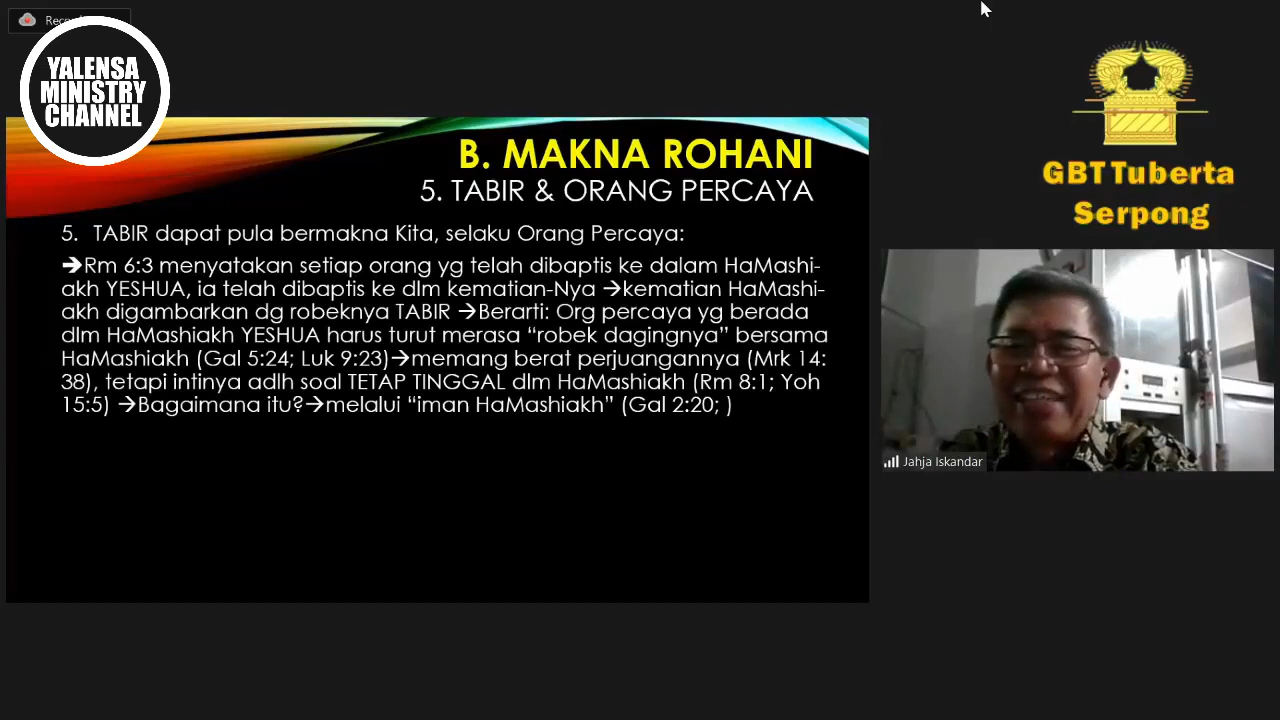 YALENSA
MINISTRY
CHANNEL
B. MAKNA ROHANI
5. TABIR & ORANG PERCAYA
5. TABIR dapat pula bermakna Kita, selaku Orang Percaya:
➔Rm 6:3 menyatakan setiap orang yg telah dibaptis ke dalam HaMashi-
akh YESHUA, ia telah dibaptis ke dlm kematian-Nya →kematian HaMashi-
akh digambarkan dg robeknya TABIR →Berarti: Org percaya yg berada
dlm HaMashiakh YESHUA harus turut merasa “robek dagingnya” bersama
HaMashiakh (Gal 5:24; Luk 9:23)→memang berat perjuangannya (Mrk 14:
38), tetapi intinya adlh soal TETAP TINGGAL dlm HaMashiakh (Rm 8:1; Yoh
15:5) →Bagaimana itu?→melalui “iman HaMashiakh” (Gal 2:20; )
GBT Tuberta
Serpong
Jahja Iskandar